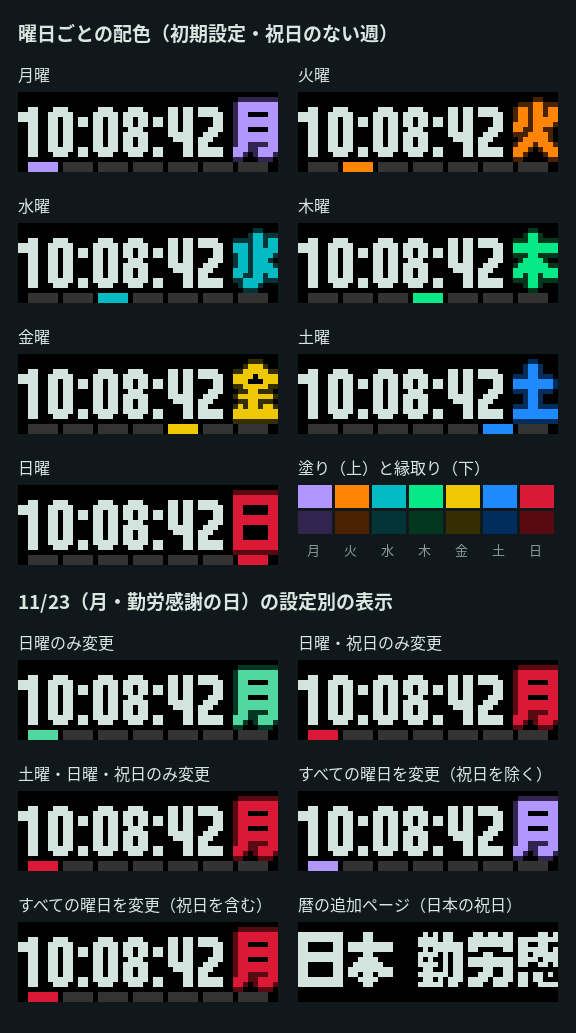 曜日ごとの配色（初期設定・祝日のない週）
月曜
火曜
10:08:42 月
10:08:42 火
水曜
木曜
10:08:42 水
10:08:42 木
金曜
土曜
10:08:42 金
10:08:42 土
日曜
塗り（上）と縁取り（下）
10:08:42 日
月 火 水 木 金 土 日
11/23（月・勤労感謝の日）の設定別の表示
日曜のみ変更
日曜・祝日のみ変更
10:08:42 月
10:08:42 月
土曜・日曜・祝日のみ変更
すべての曜日を変更（祝日を除く）
10:08:42 月
10:08:42 月
すべての曜日を変更（祝日を含む）
暦の追加ページ（日本の祝日）
10:08:42 月
日本 勤労感